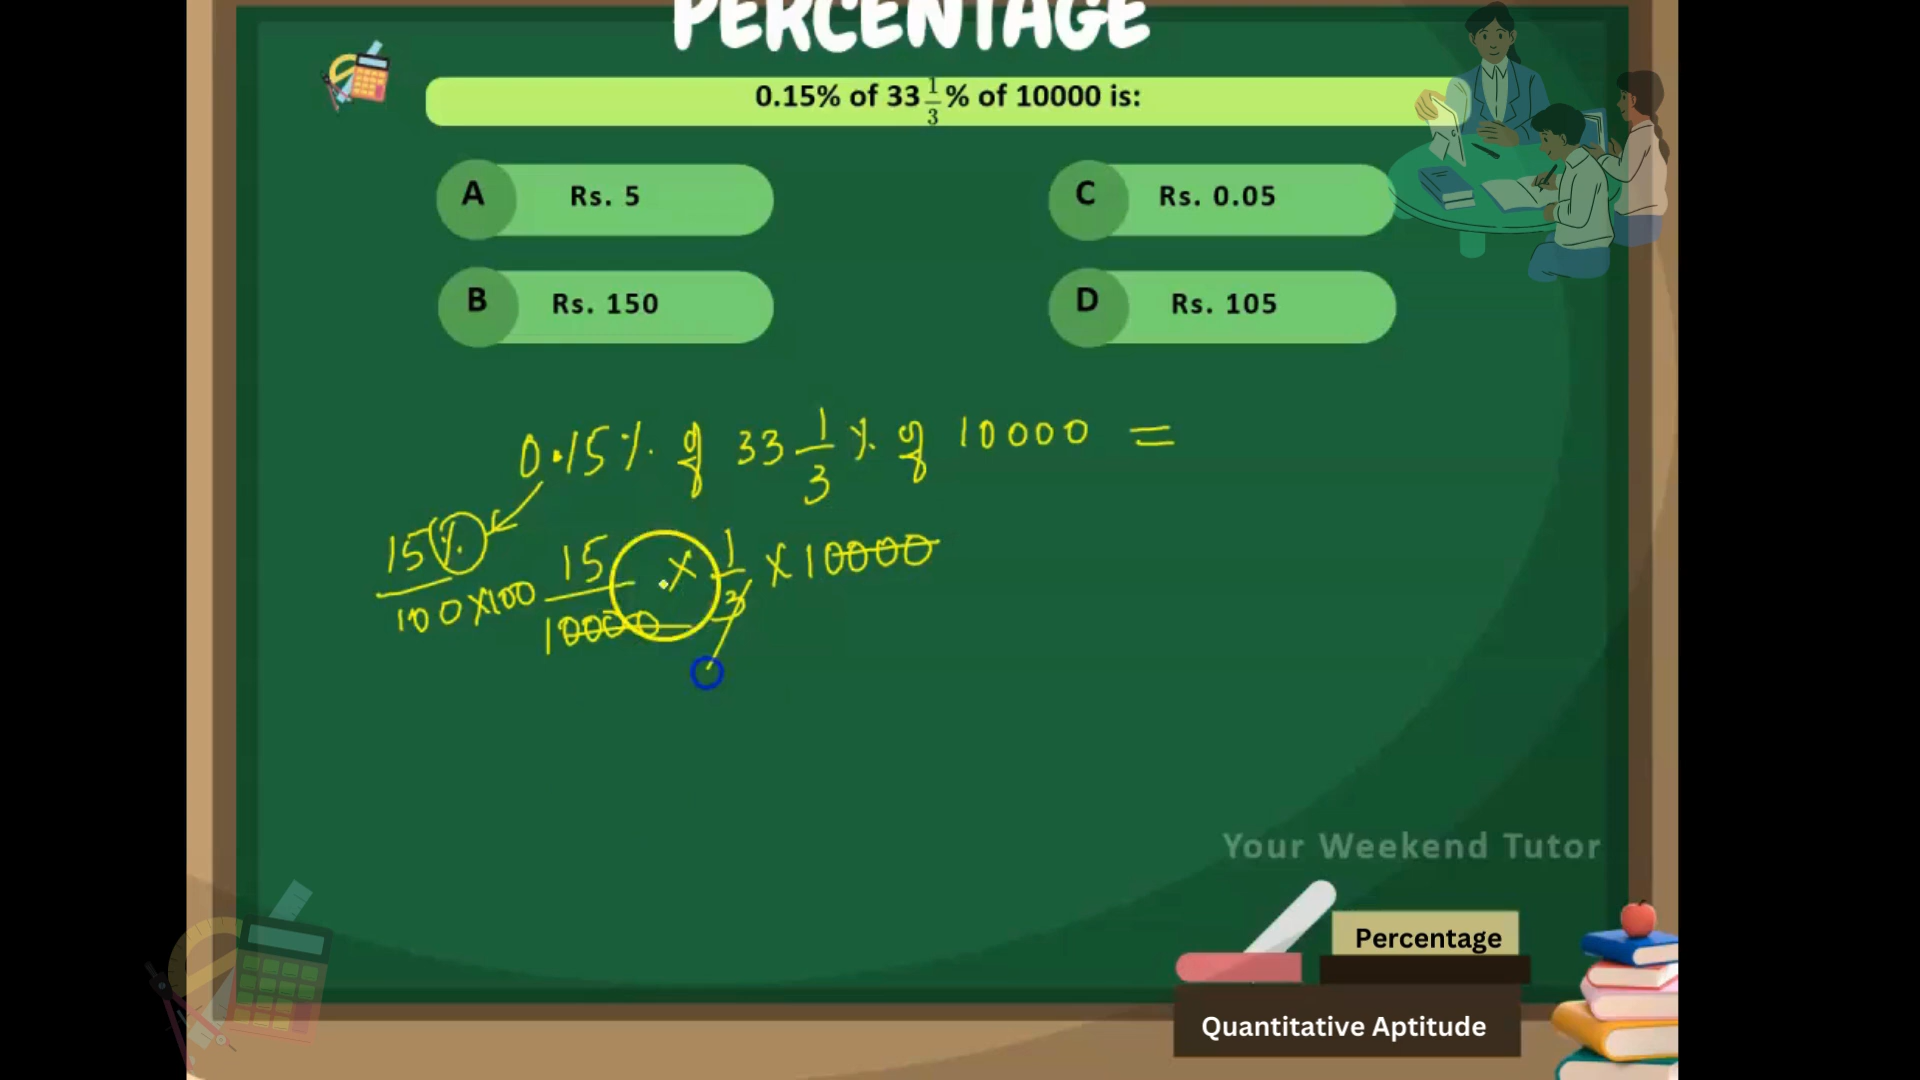 PERCENTAGE
0.15% of 33 1/3 % of 10000 is:
A Rs. 5
C Rs. 0.05
B Rs. 150
D Rs. 105
0.15% of 33 1/3 % of 10000 =
15% / 100×100
15/10000 × 1/3 × 10000
Your Weekend Tutor
Percentage
Quantitative Aptitude